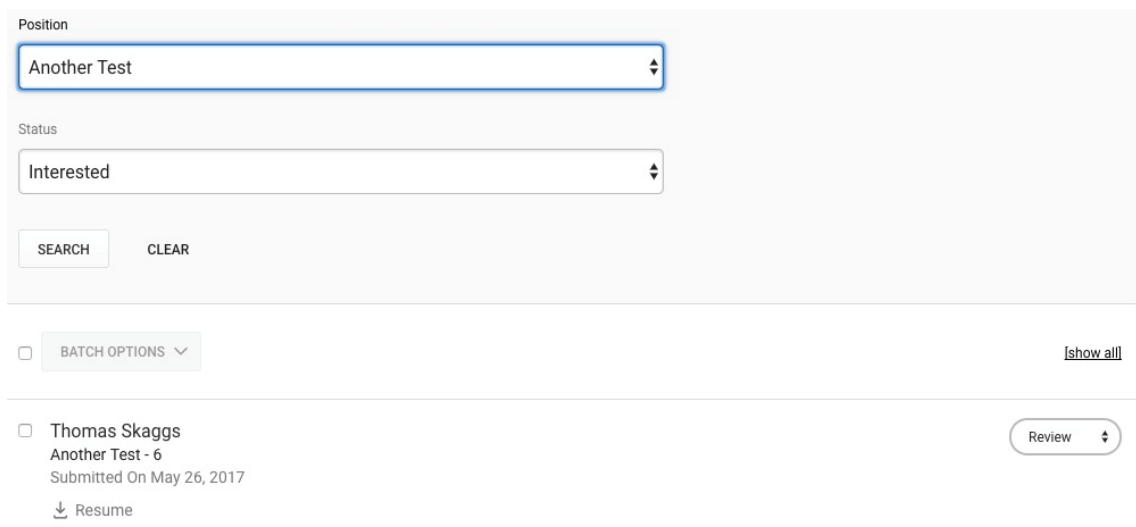 Position
Another Test
Status
Interested
SEARCH CLEAR
BATCH OPTIONS [show all]
Thomas Skaggs Review
Another Test - 6
Submitted On May 26, 2017
Resume